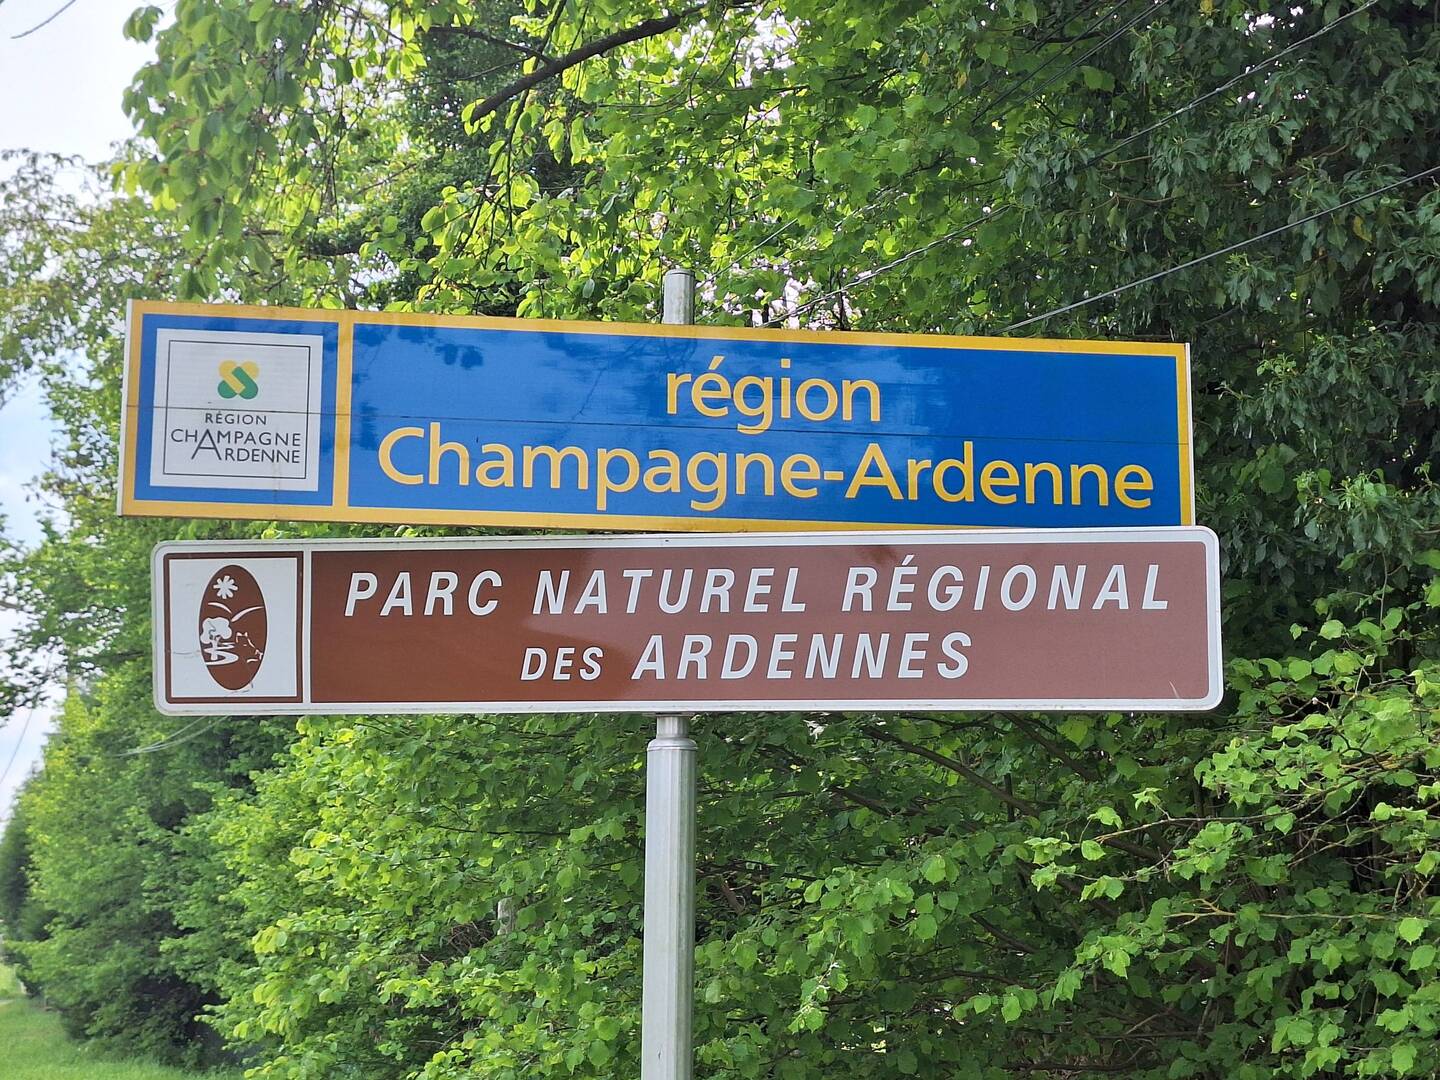 RÉGION
CHAMPAGNE
ARDENNE
région
Champagne-Ardenne
PARC NATUREL RÉGIONAL
DES ARDENNES